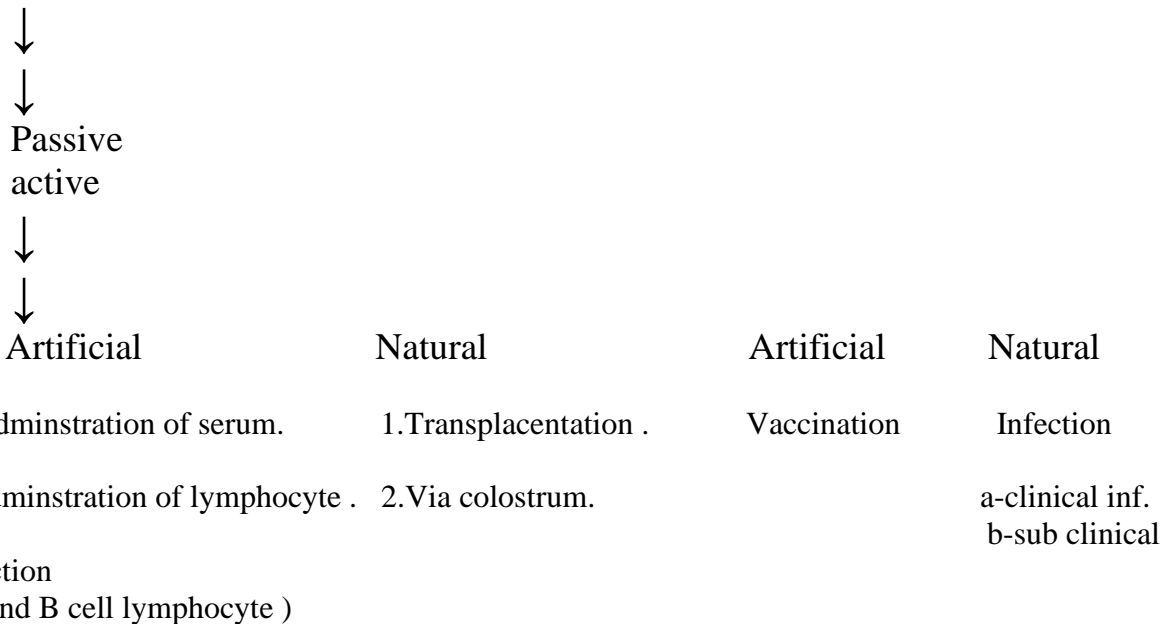 ↓
↓
Passive
active
↓
↓
Artificial Natural Artificial Natural
dminstration of serum. 1.Transplacentation . Vaccination Infection
minstration of lymphocyte . 2.Via colostrum. a-clinical inf.
b-sub clinical
ction
nd B cell lymphocyte )